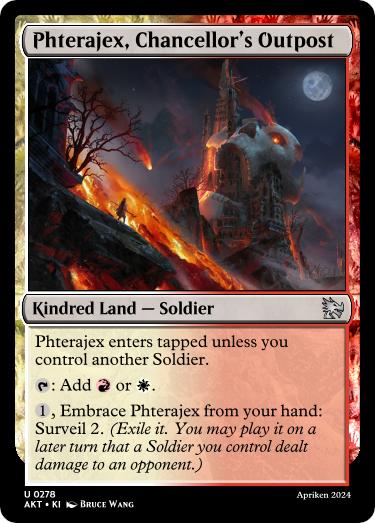 Phterajex, Chancellor's Outpost
Kindred Land — Soldier
Phterajex enters tapped unless you
control another Soldier.
: Add or .
1, Embrace Phterajex from your hand:
Surveil 2. (Exile it. You may play it on a
later turn that a Soldier you control dealt
damage to an opponent.)
U 0278
Apriken 2024
AKT • KI Bruce Wang